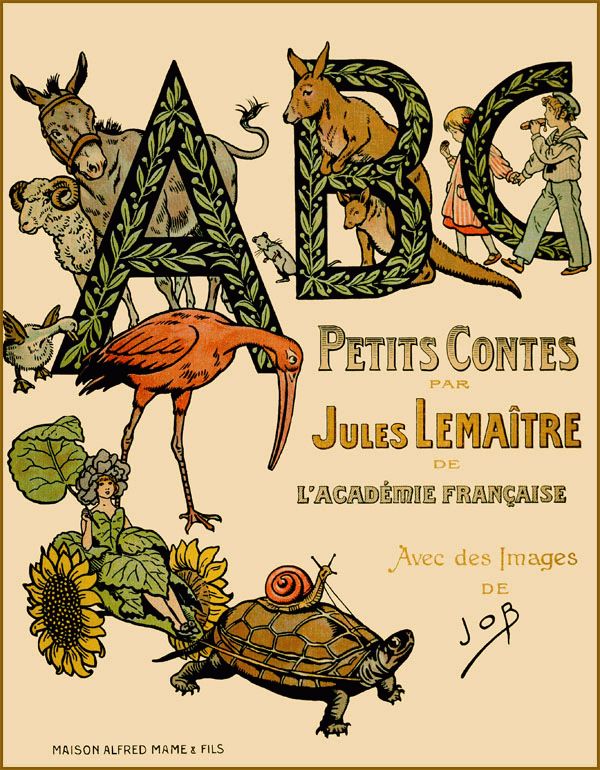 ABC
PETITS CONTES
PAR
JULES LEMAÎTRE
DE
L'ACADÉMIE FRANÇAISE
Avec des Images
DE
JOB
MAISON ALFRED MAME & FILS